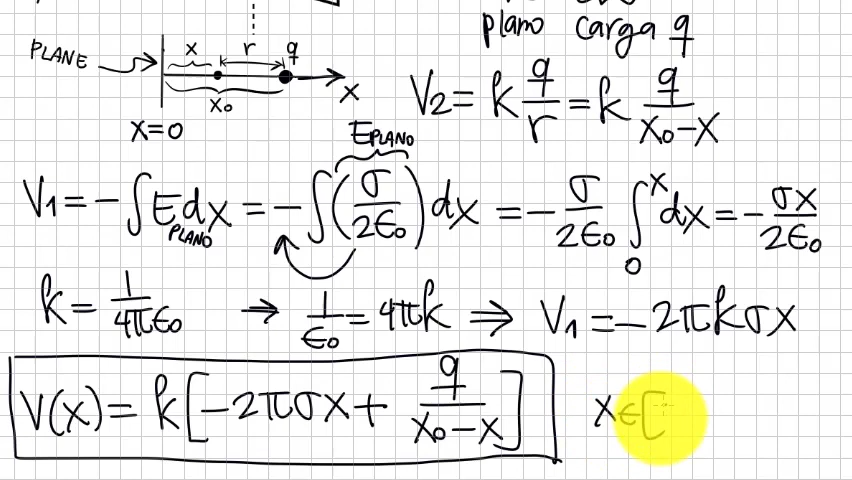 plano carga q
PLANE x r q
x₀ x
x=0
V2 = k q/r = k q/(x₀-x)
EPLANO
V1 = -∫E dx = -∫(σ/2ε₀)dx = -σ/2ε₀ ∫₀ˣ dx = -σx/2ε₀
PLANO
k = 1/4πε₀ → 1/ε₀ = 4πk ⇒ V1 = -2πkσx
V(x) = k[-2πσx + q/(x₀-x)] x∈[